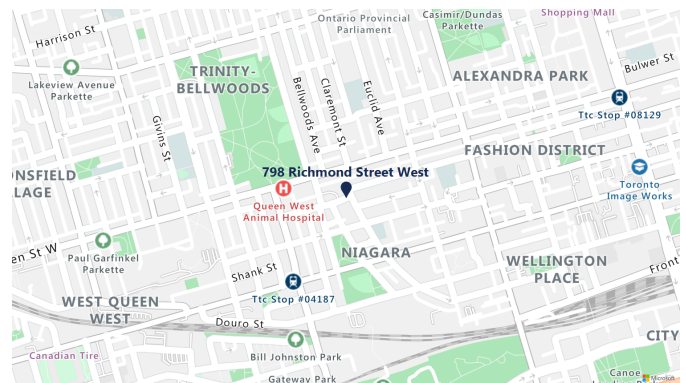 Ontario Provincial
Parliament
Casimir/Dundas
Parkette
Shopping Mall
Harrison St
Lakeview Avenue
Parkette
TRINITY-
BELLWOODS
Bellwoods Ave
Claremont St
Euclid Ave
ALEXANDRA PARK
Bulwer St
Ttc Stop #08129
Givins St
FASHION DISTRICT
ONSFIELD
LAGE
798 Richmond Street West
Queen West
Animal Hospital
Toronto
Image Works
en St W
Paul Garfinkel
Parkette
Shank St
NIAGARA
WELLINGTON
PLACE
Front
Ttc Stop #04187
WEST QUEEN
WEST
Douro St
CITY
Canadian Tire
Bill Johnston Park
Gateway Park
Canoe
Microsoft